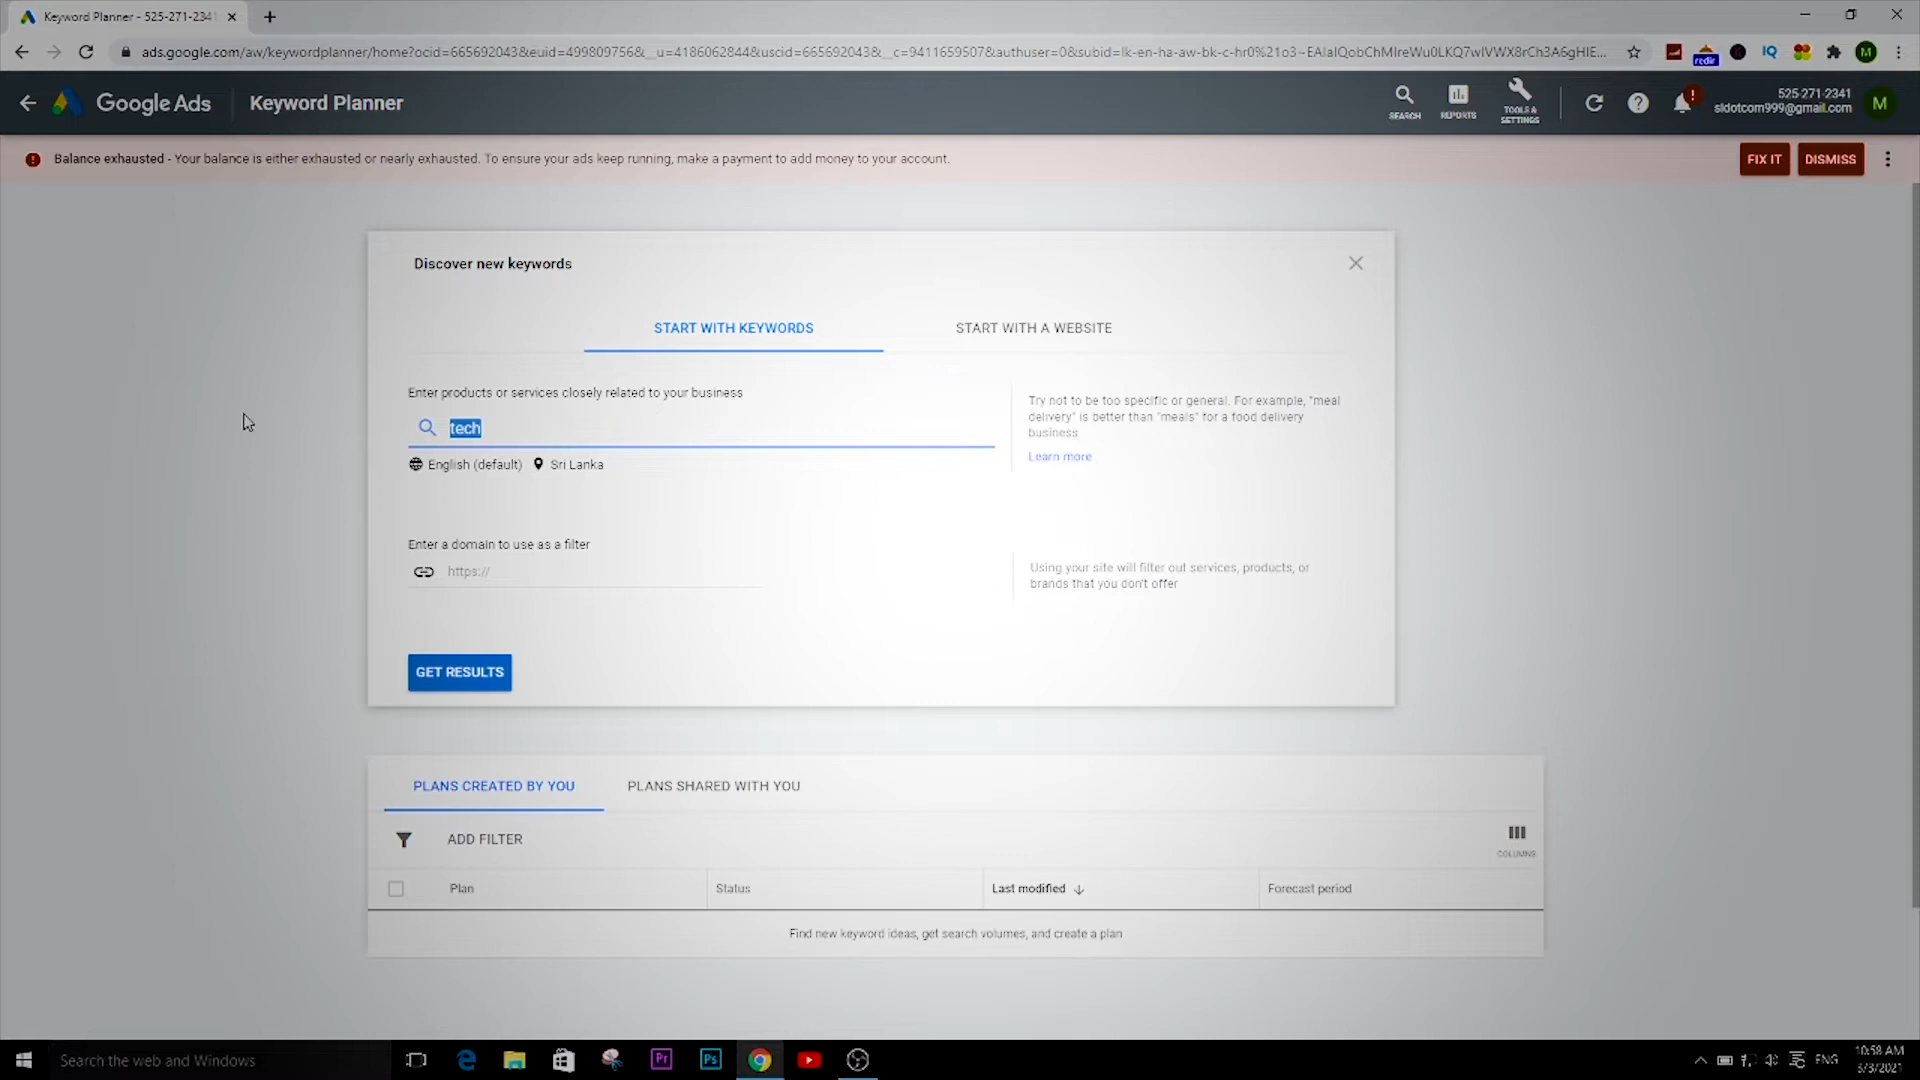 Keyword Planner - 525-271-2341
ads.google.com/aw/keywordplanner/home?ocid=665692043&euid=499809756&__u=4186062844&uscid=665692043&__c=9411659507&authuser=0&subid=lk-en-ha-aw-bk-c-hr0%21o3~EAIaIQobChMIreWu0LKQ7wIVWX8rCh3A6gHIE...
redir
IQ
M
Google Ads
Keyword Planner
SEARCH
REPORTS
TOOLS &
SETTINGS
525-271-2341
sldotcom999@gmail.com
M
Balance exhausted - Your balance is either exhausted or nearly exhausted. To ensure your ads keep running, make a payment to add money to your account.
FIX IT
DISMISS
Discover new keywords
START WITH KEYWORDS
START WITH A WEBSITE
Enter products or services closely related to your business
tech
English (default)
Sri Lanka
Try not to be too specific or general. For example, "meal
delivery" is better than "meals" for a food delivery
business
Learn more
Enter a domain to use as a filter
https://
Using your site will filter out services, products, or
brands that you don't offer
GET RESULTS
PLANS CREATED BY YOU
PLANS SHARED WITH YOU
ADD FILTER
COLUMNS
Plan
Status
Last modified
Forecast period
Find new keyword ideas, get search volumes, and create a plan
Search the web and Windows
Pr
Ps
ENG
10:58 AM
3/3/2021